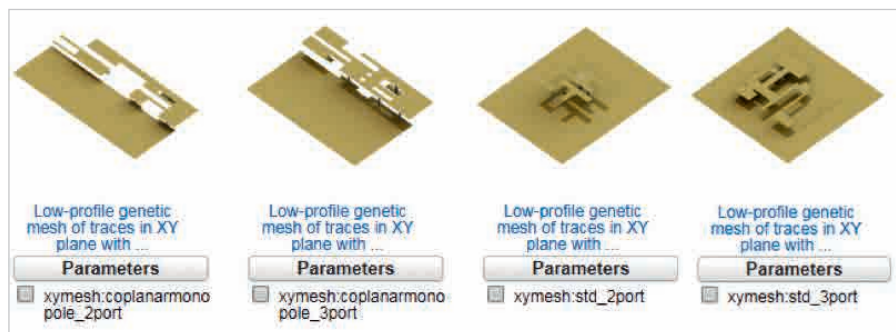 Low-profile genetic
mesh of traces in XY
plane with ...
Parameters
xymesh:coplanarmono
pole_2port
Low-profile genetic
mesh of traces in XY
plane with ...
Parameters
xymesh:coplanarmono
pole_3port
Low-profile genetic
mesh of traces in XY
plane with ...
Parameters
xymesh:std_2port
Low-profile genetic
mesh of traces in XY
plane with ...
Parameters
xymesh:std_3port